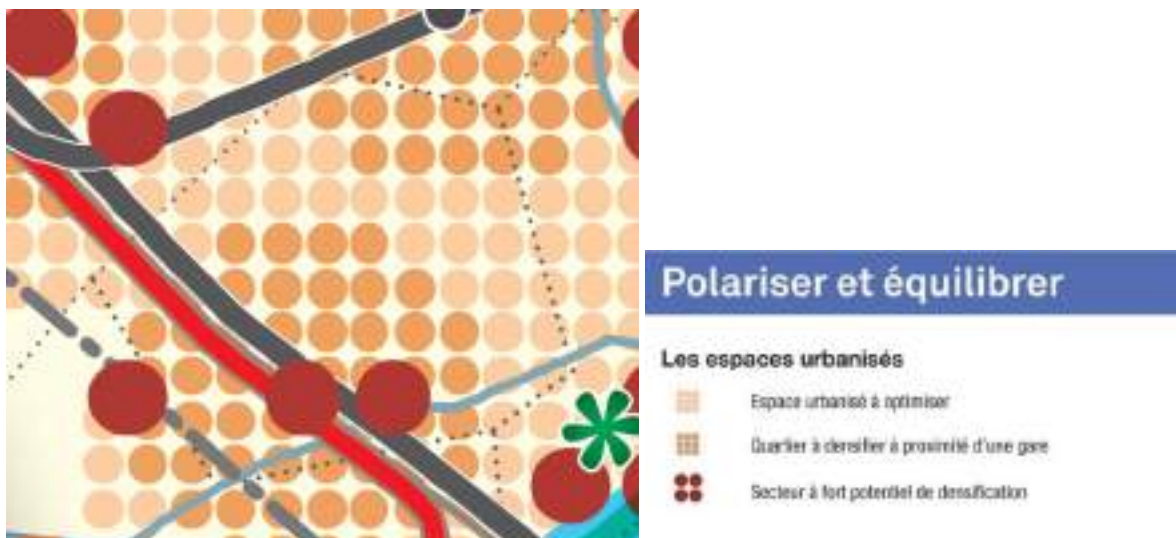 Polariser et équilibrer
Les espaces urbanisés
Espace urbanisé à optimiser
Quartier à densifier à proximité d'une gare
Secteur à fort potentiel de densification